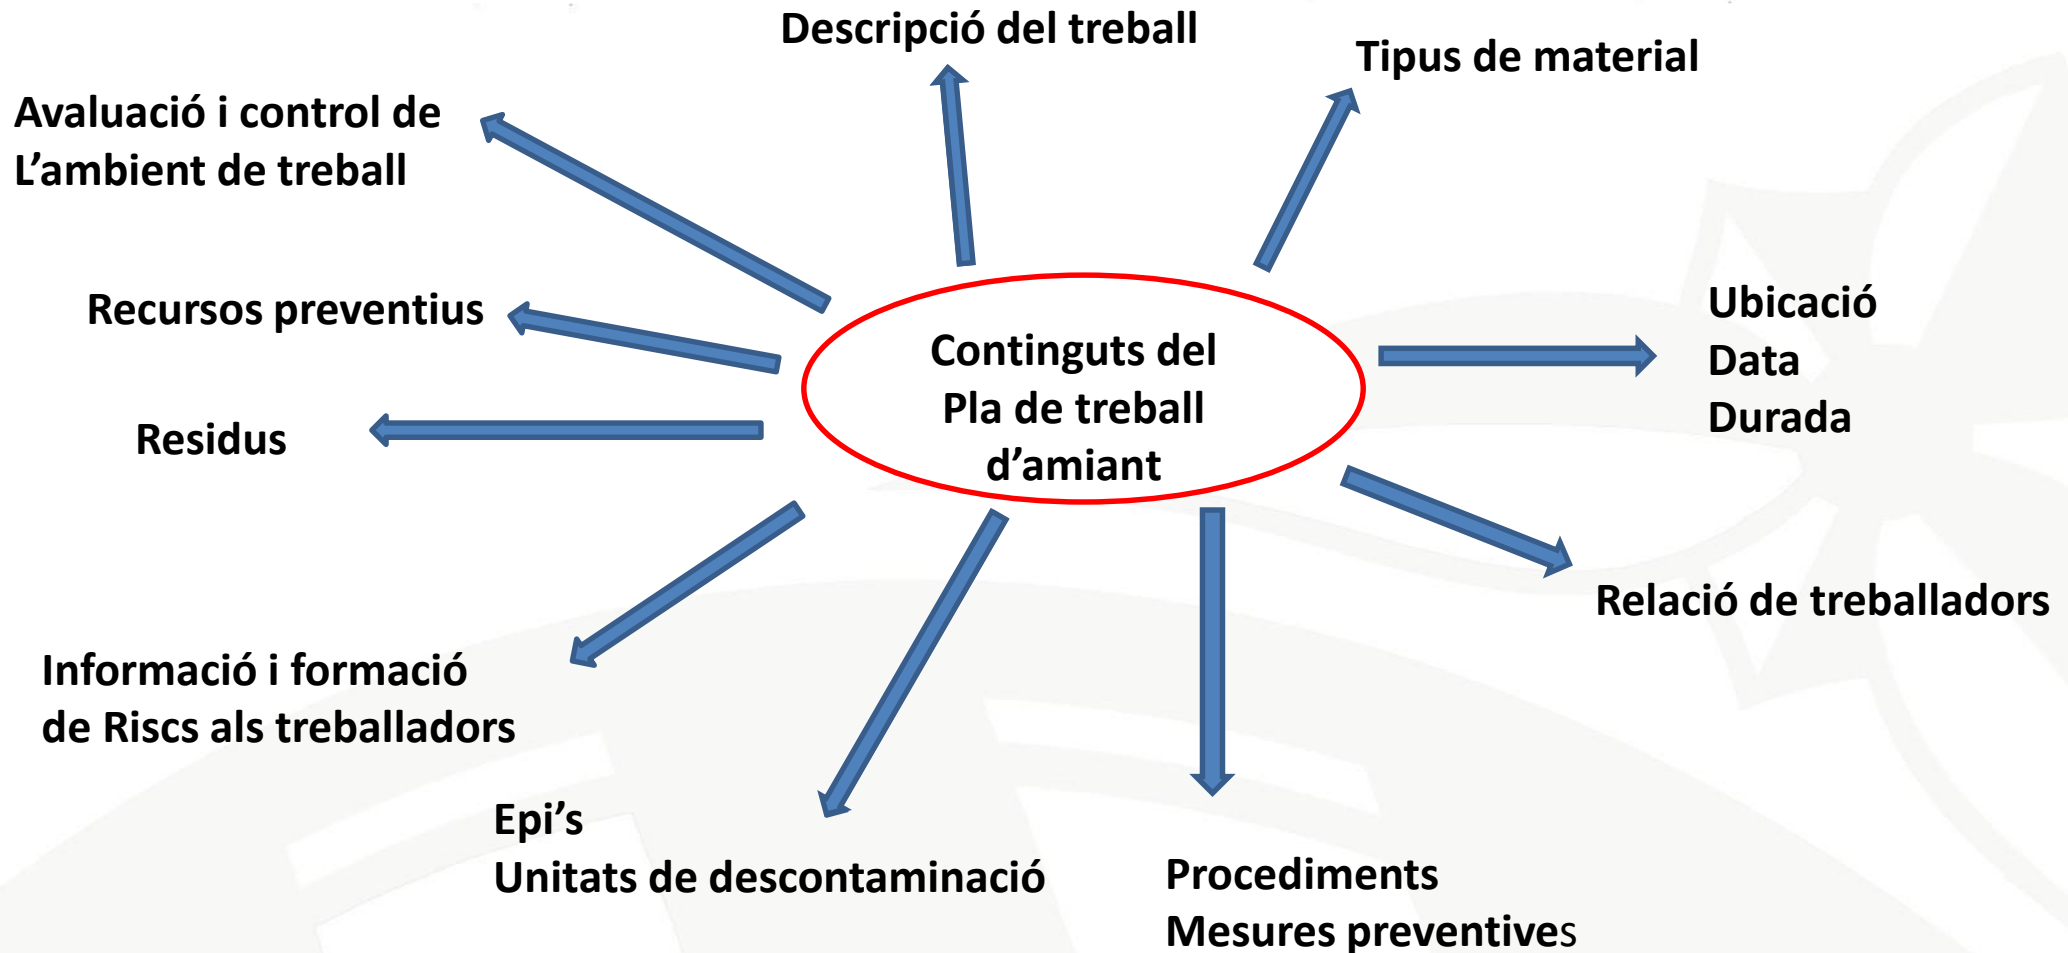 Descripció del treball
Tipus de material
Avaluació i control de
L’ambient de treball
Recursos preventius
Continguts del
Pla de treball
d’amiant
Ubicació
Data
Durada
Residus
Relació de treballadors
Informació i formació
de Riscs als treballadors
Epi’s
Unitats de descontaminació
Procediments
Mesures preventives